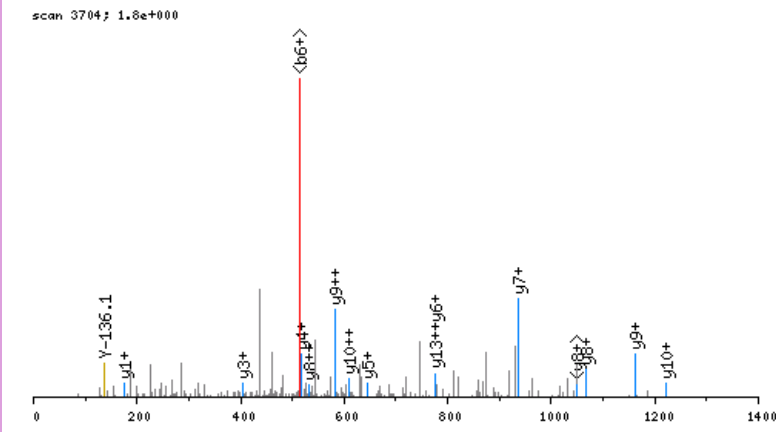 scan 3704; 1.8e+000
<b6+>
Y-136.1
y1+
y3+
y4+
y8++
y9++
y10++
y5+
y13++y6+
y7+
<y8+>
y8+
y9+
y10+
0 200 400 600 800 1000 1200 1400